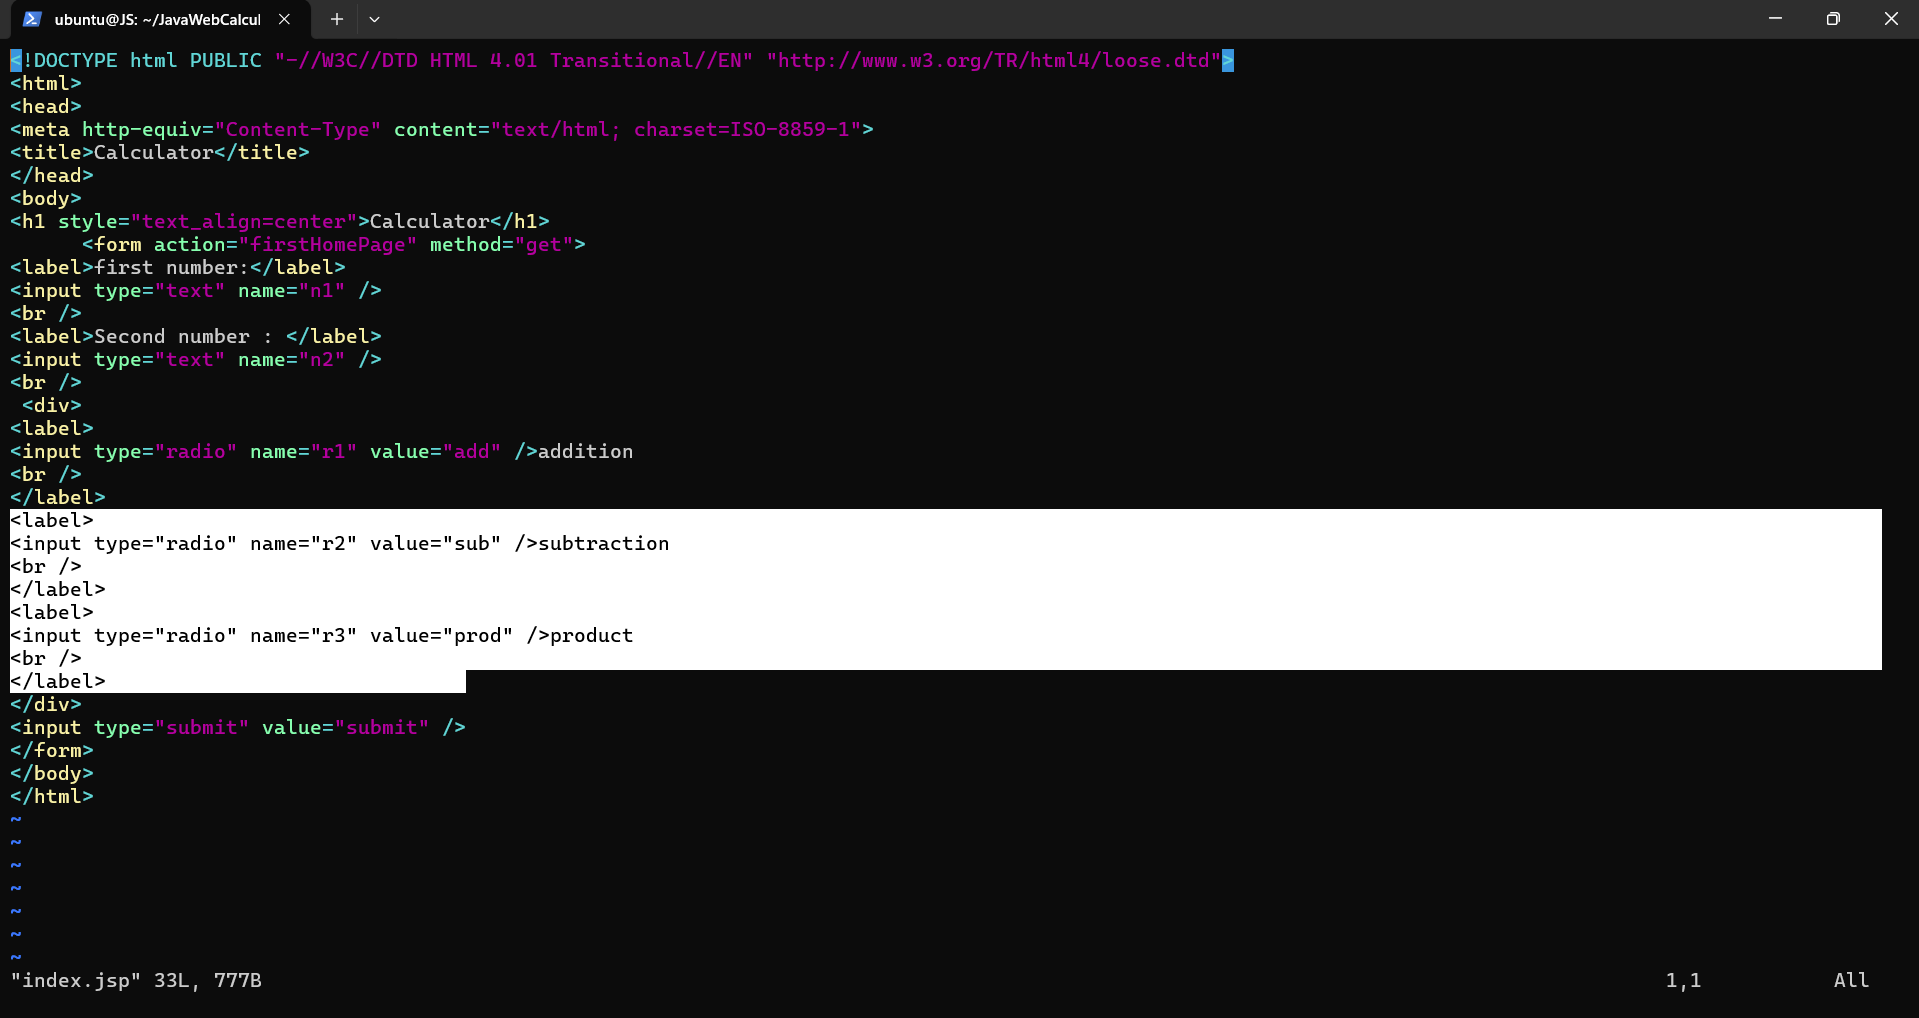 ubuntu@JS: ~/JavaWebCalcul
<!DOCTYPE html PUBLIC "-//W3C//DTD HTML 4.01 Transitional//EN" "http://www.w3.org/TR/html4/loose.dtd">
<html>
<head>
<meta http-equiv="Content-Type" content="text/html; charset=ISO-8859-1">
<title>Calculator</title>
</head>
<body>
<h1 style="text_align=center">Calculator</h1>
      <form action="firstHomePage" method="get">
<label>first number:</label>
<input type="text" name="n1" />
<br />
<label>Second number : </label>
<input type="text" name="n2" />
<br />
 <div>
<label>
<input type="radio" name="r1" value="add" />addition
<br />
</label>
<label>
<input type="radio" name="r2" value="sub" />subtraction
<br />
</label>
<label>
<input type="radio" name="r3" value="prod" />product
<br />
</label>
</div>
<input type="submit" value="submit" />
</form>
</body>
</html>
~
~
~
~
~
~
~
"index.jsp" 33L, 777B 1,1 All